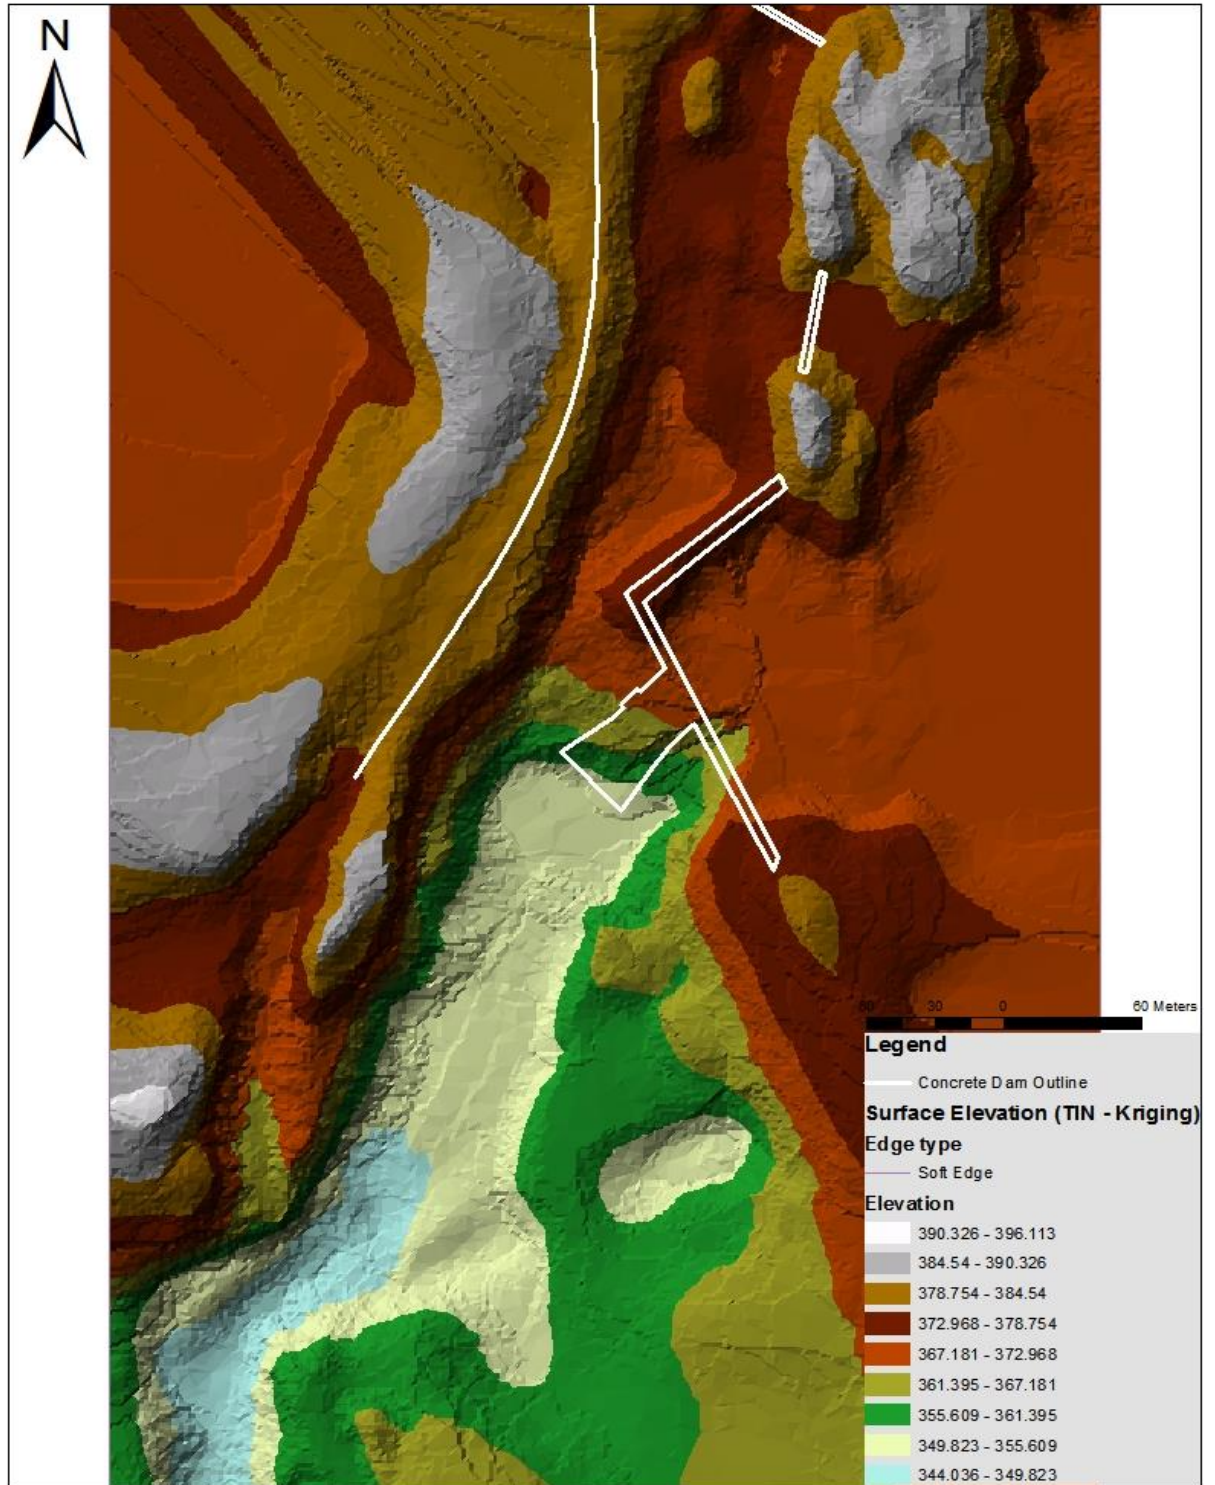 N
60 30 0 60 Meters
Legend
Concrete Dam Outline
Surface Elevation (TIN - Kriging)
Edge type
Soft Edge
Elevation
390.326 - 396.113
384.54 - 390.326
378.754 - 384.54
372.968 - 378.754
367.181 - 372.968
361.395 - 367.181
355.609 - 361.395
349.823 - 355.609
344.036 - 349.823